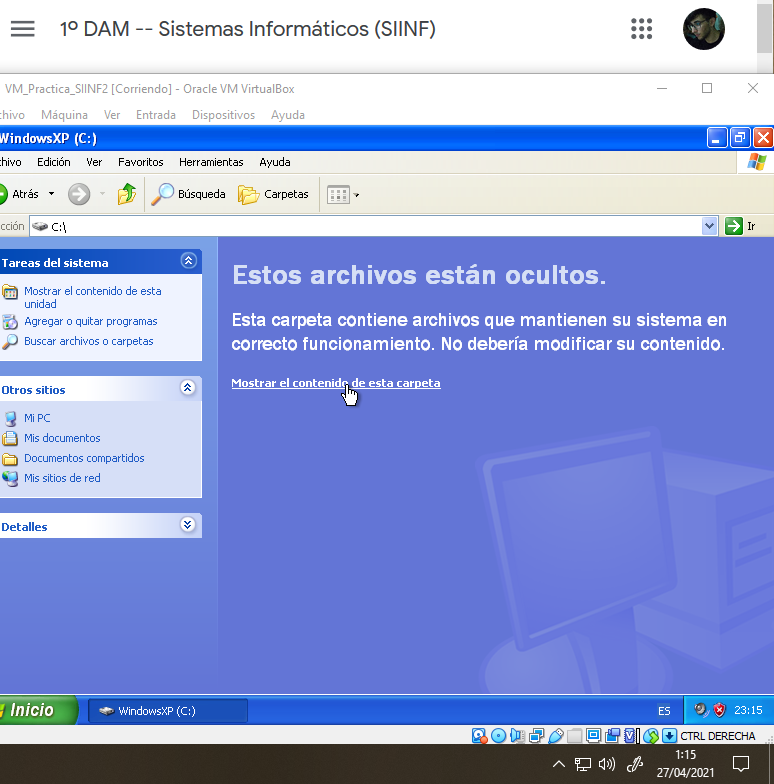 1º DAM -- Sistemas Informáticos (SIINF)
VM_Practica_SIINF2 [Corriendo] - Oracle VM VirtualBox
chivo Máquina Ver Entrada Dispositivos Ayuda
WindowsXP (C:)
chivo Edición Ver Favoritos Herramientas Ayuda
Atrás Búsqueda Carpetas
cción C:\ Ir
Tareas del sistema
Mostrar el contenido de esta
unidad
Agregar o quitar programas
Buscar archivos o carpetas
Otros sitios
Mi PC
Mis documentos
Documentos compartidos
Mis sitios de red
Detalles
Estos archivos están ocultos.
Esta carpeta contiene archivos que mantienen su sistema en
correcto funcionamiento. No debería modificar su contenido.
Mostrar el contenido de esta carpeta
Inicio WindowsXP (C:) ES 23:15
CTRL DERECHA
1:15
27/04/2021